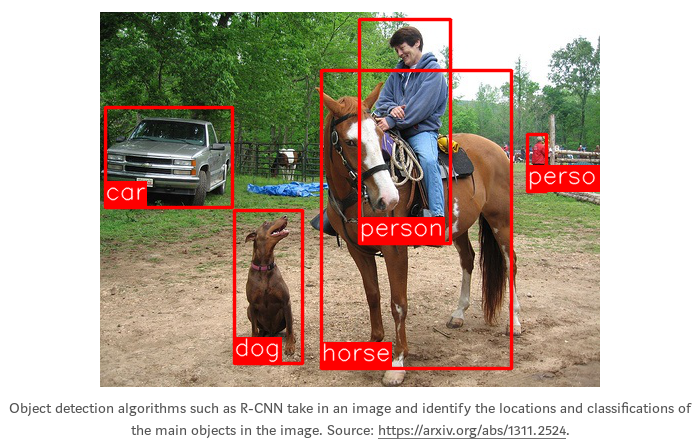 person
car
perso
dog
horse
Object detection algorithms such as R-CNN take in an image and identify the locations and classifications of
the main objects in the image. Source: https://arxiv.org/abs/1311.2524.